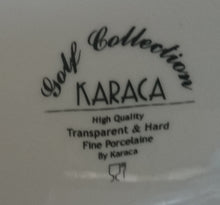 Golf Collection
KARACA
High Quality
Transparent & Hard
Fine Porcelaine
By Karaca